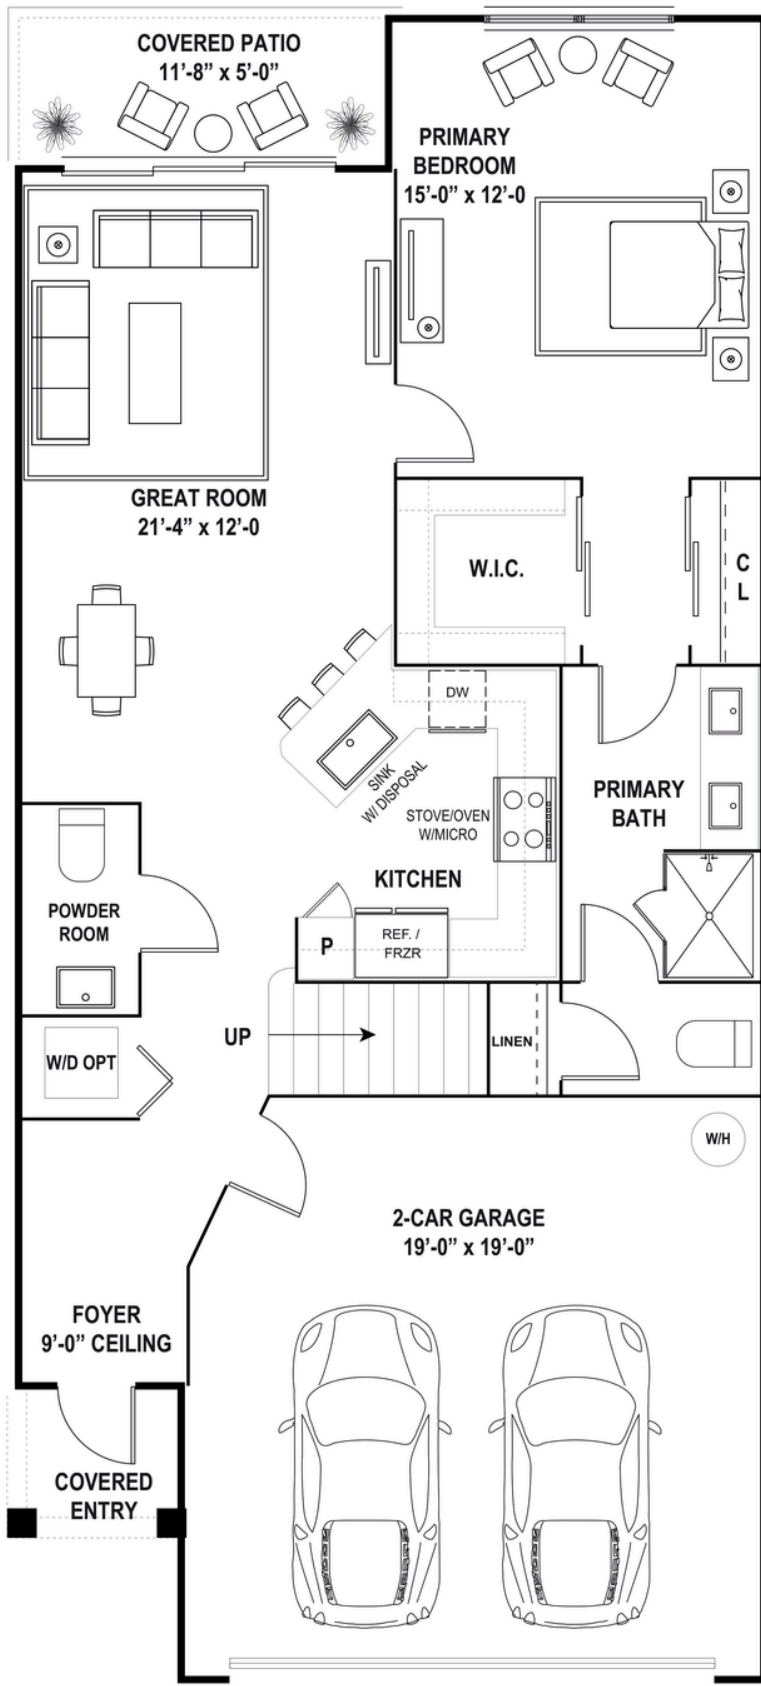 COVERED PATIO
11'-8" x 5'-0"
PRIMARY
BEDROOM
15'-0" x 12'-0
GREAT ROOM
21'-4" x 12'-0
W.I.C.
C
L
DW
SINK
W/ DISPOSAL
STOVE/OVEN
W/MICRO
PRIMARY
BATH
KITCHEN
POWDER
ROOM
P
REF. /
FRZR
UP
LINEN
W/D OPT
W/H
2-CAR GARAGE
19'-0" x 19'-0"
FOYER
9'-0" CEILING
COVERED
ENTRY